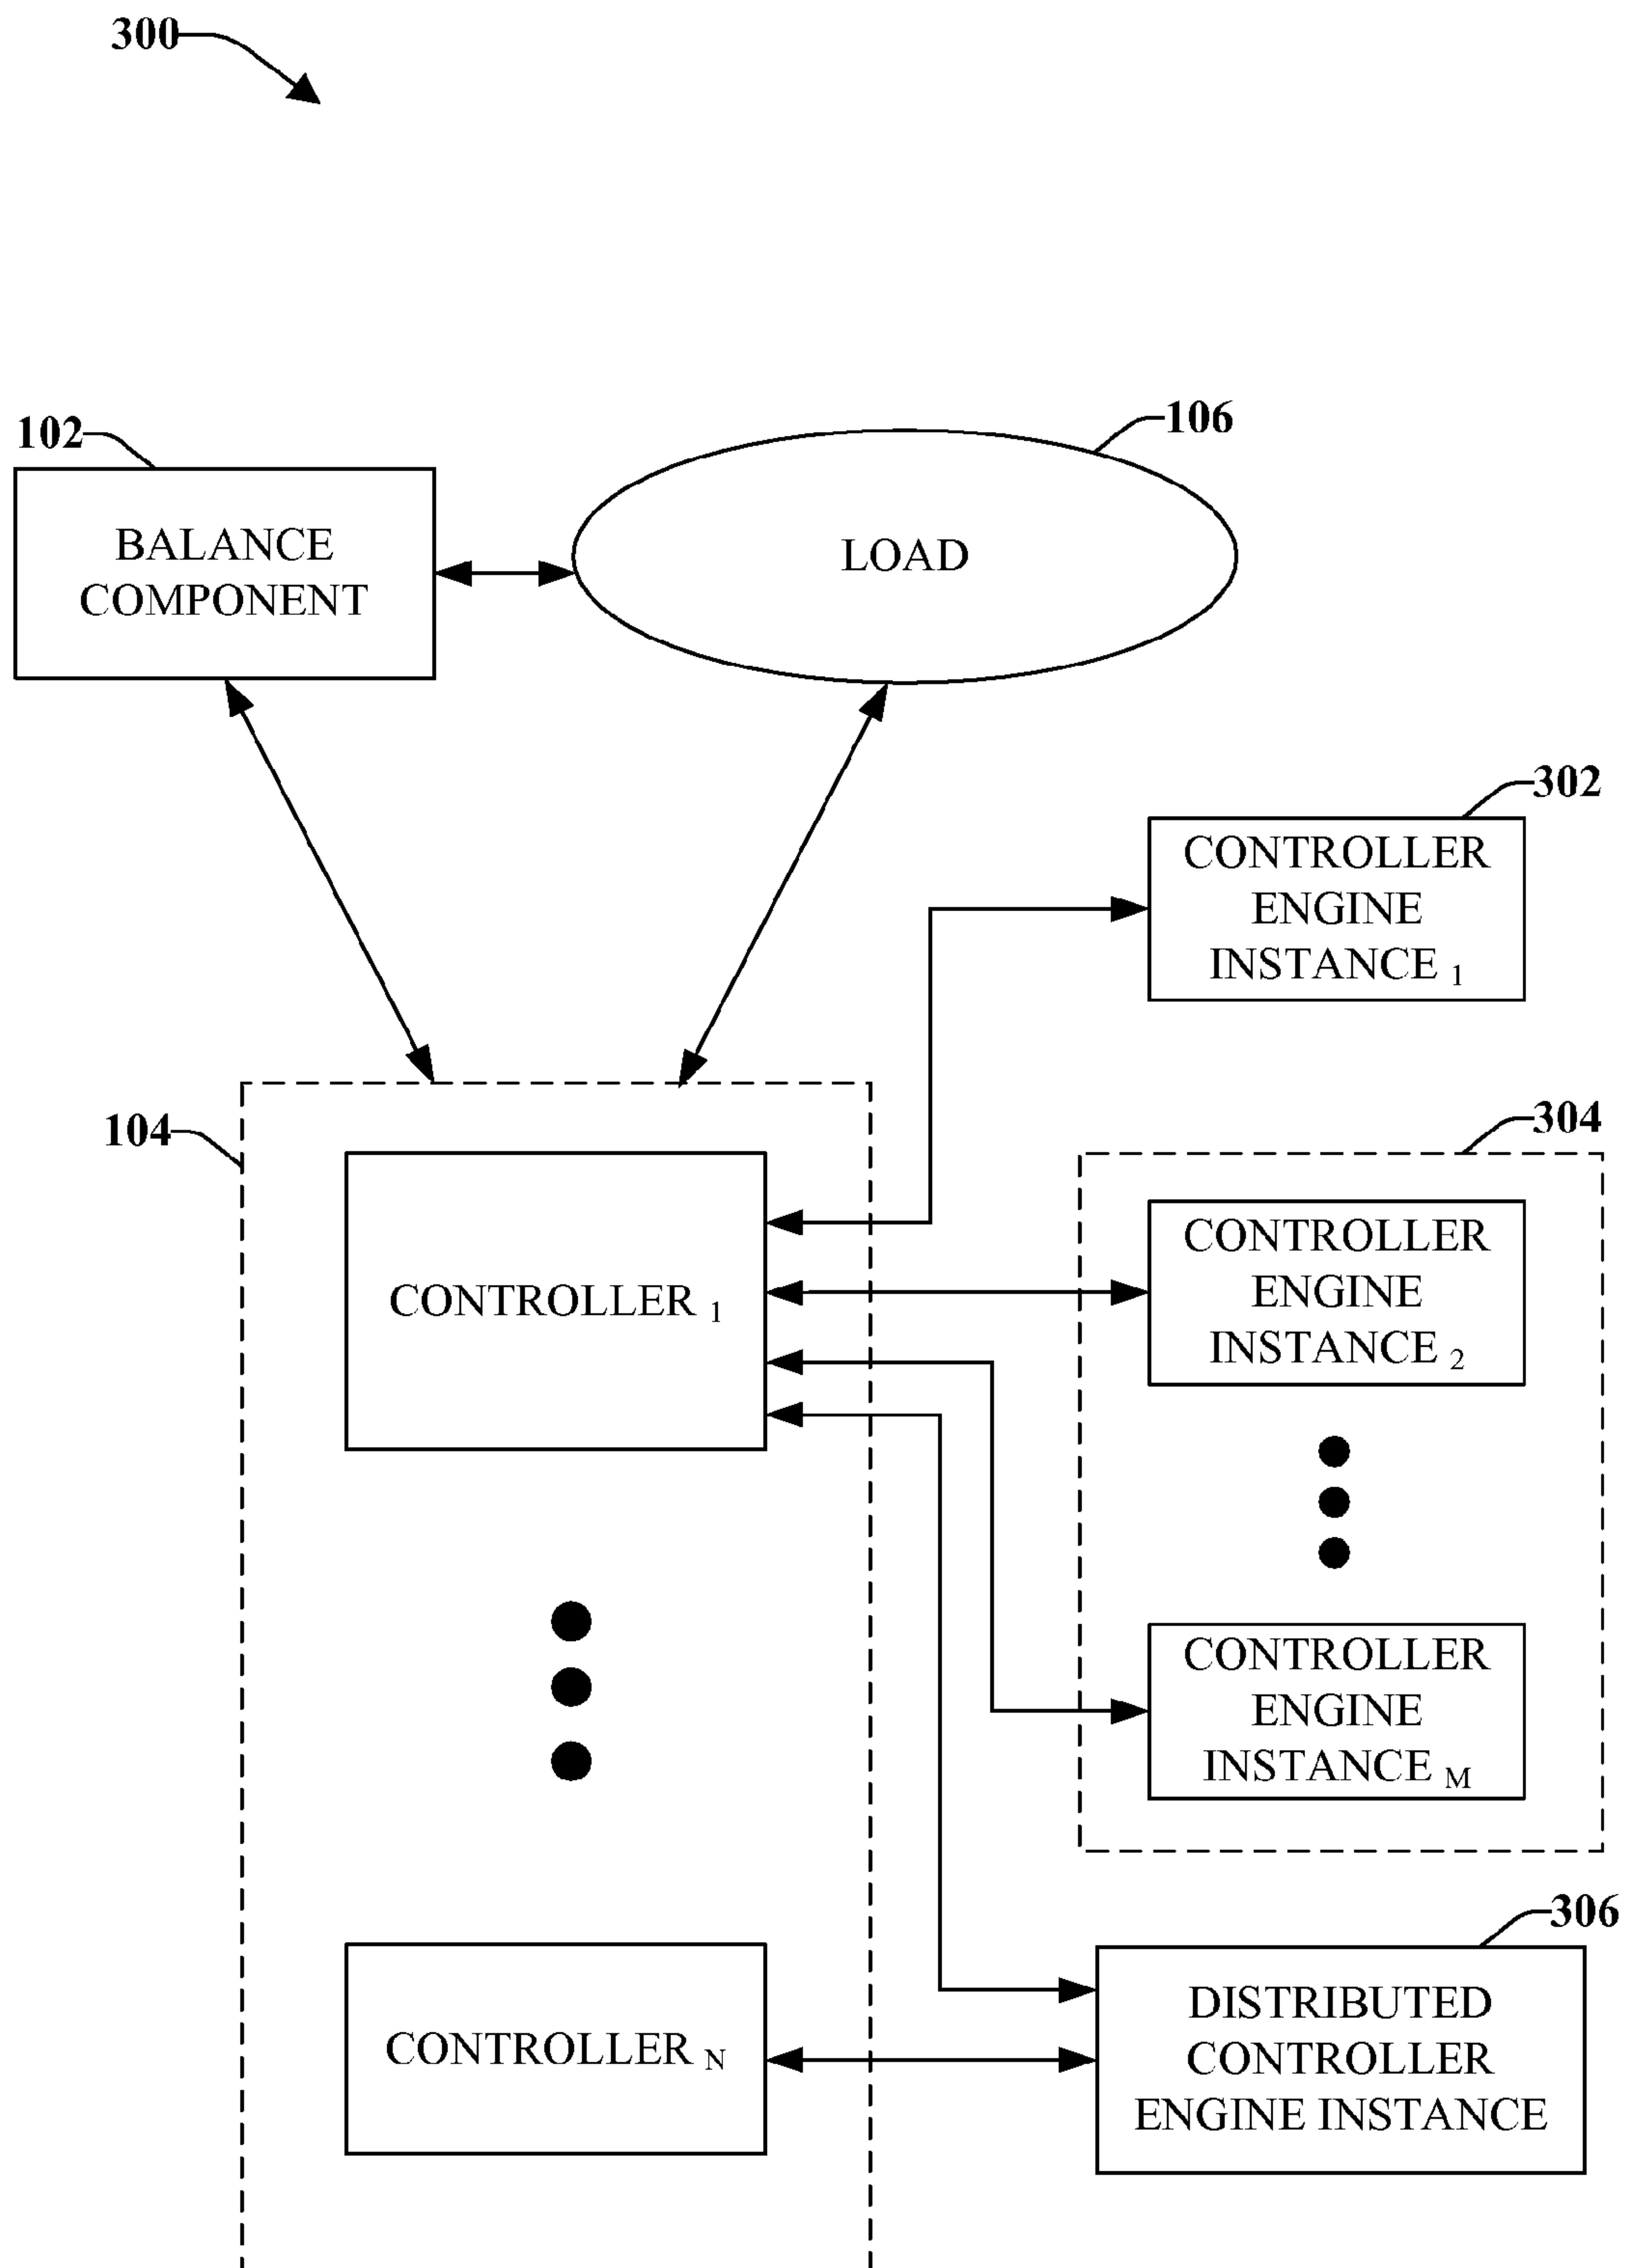 300
102
106
BALANCE
COMPONENT
LOAD
302
CONTROLLER
ENGINE
INSTANCE 1
104
304
CONTROLLER 1
CONTROLLER
ENGINE
INSTANCE 2
CONTROLLER
ENGINE
INSTANCE M
306
CONTROLLER N
DISTRIBUTED
CONTROLLER
ENGINE INSTANCE